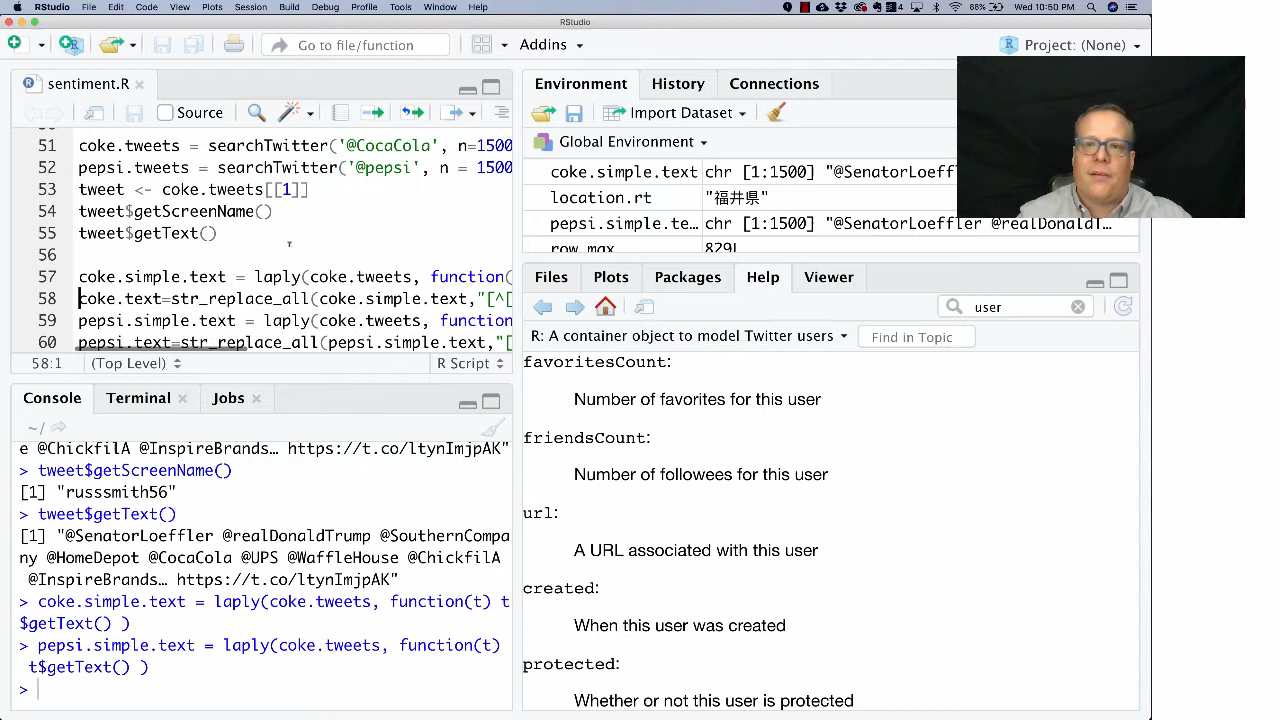 RStudio File Edit Code View Plots Session Build Debug Profile Tools Window Help 4 88% Wed 10:50 PM
RStudio
Go to file/function Addins Project: (None)
sentiment.R
Source
51 coke.tweets = searchTwitter('@CocaCola', n=1500
52 pepsi.tweets = searchTwitter('@pepsi', n = 1500
53 tweet <- coke.tweets[[1]]
54 tweet$getScreenName()
55 tweet$getText()
56
57 coke.simple.text = laply(coke.tweets, function(
58 coke.text=str_replace_all(coke.simple.text,"[^[
59 pepsi.simple.text = laply(coke.tweets, function
60 pepsi.text=str_replace_all(pepsi.simple.text,"[
58:1 (Top Level) R Script
Console Terminal Jobs
~/
e @ChickfilA @InspireBrands… https://t.co/ltynImjpAK"
> tweet$getScreenName()
[1] "russsmith56"
> tweet$getText()
[1] "@SenatorLoeffler @realDonaldTrump @SouthernCompa
ny @HomeDepot @CocaCola @UPS @WaffleHouse @ChickfilA
@InspireBrands… https://t.co/ltynImjpAK"
> coke.simple.text = laply(coke.tweets, function(t) t
$getText() )
> pepsi.simple.text = laply(coke.tweets, function(t)
t$getText() )
>
Environment History Connections
Import Dataset
Global Environment
coke.simple.text chr [1:1500] "@SenatorLoeffler
location.rt "福井県"
pepsi.simple.te… chr [1:1500] "@SenatorLoeffler @realDonaldT…
row max 829L
Files Plots Packages Help Viewer
user
R: A container object to model Twitter users Find in Topic
favoritesCount:
Number of favorites for this user
friendsCount:
Number of followees for this user
url:
A URL associated with this user
created:
When this user was created
protected:
Whether or not this user is protected